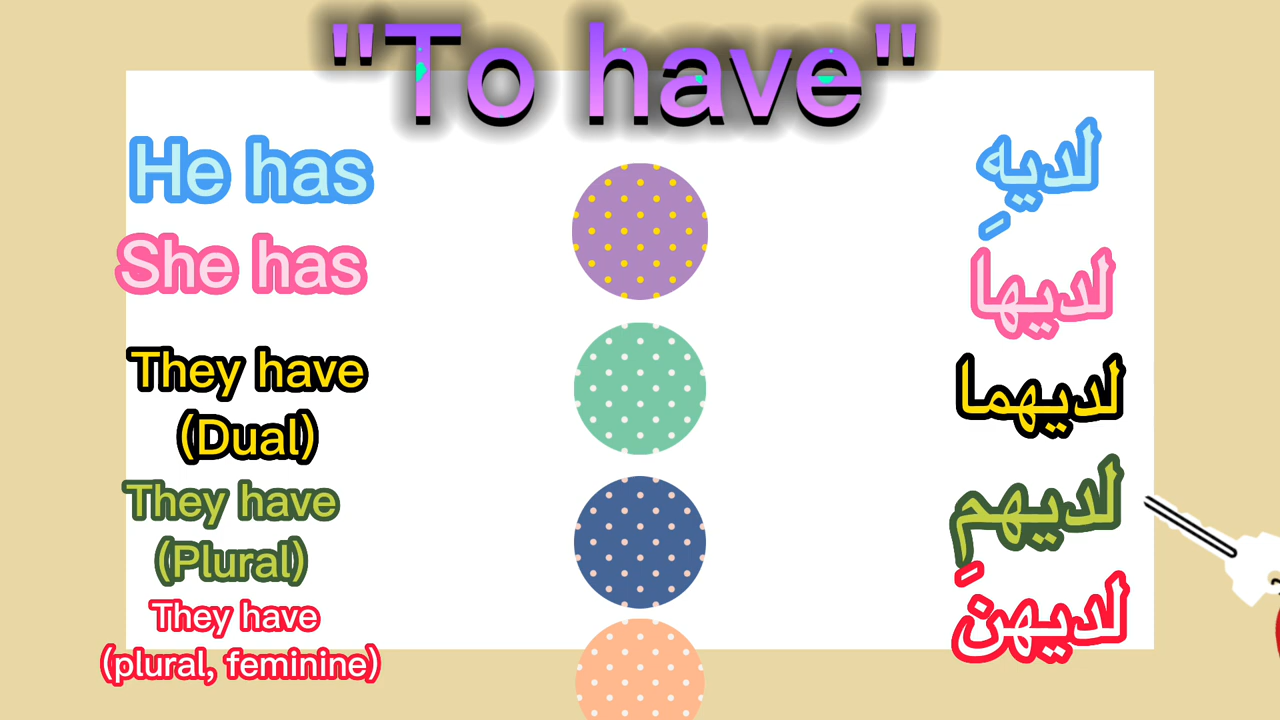 "To have"
He has
لديهِ
She has
لديها
They have
(Dual)
لديهما
They have
(Plural)
لديهم
They have
(plural, feminine)
لديهنَ